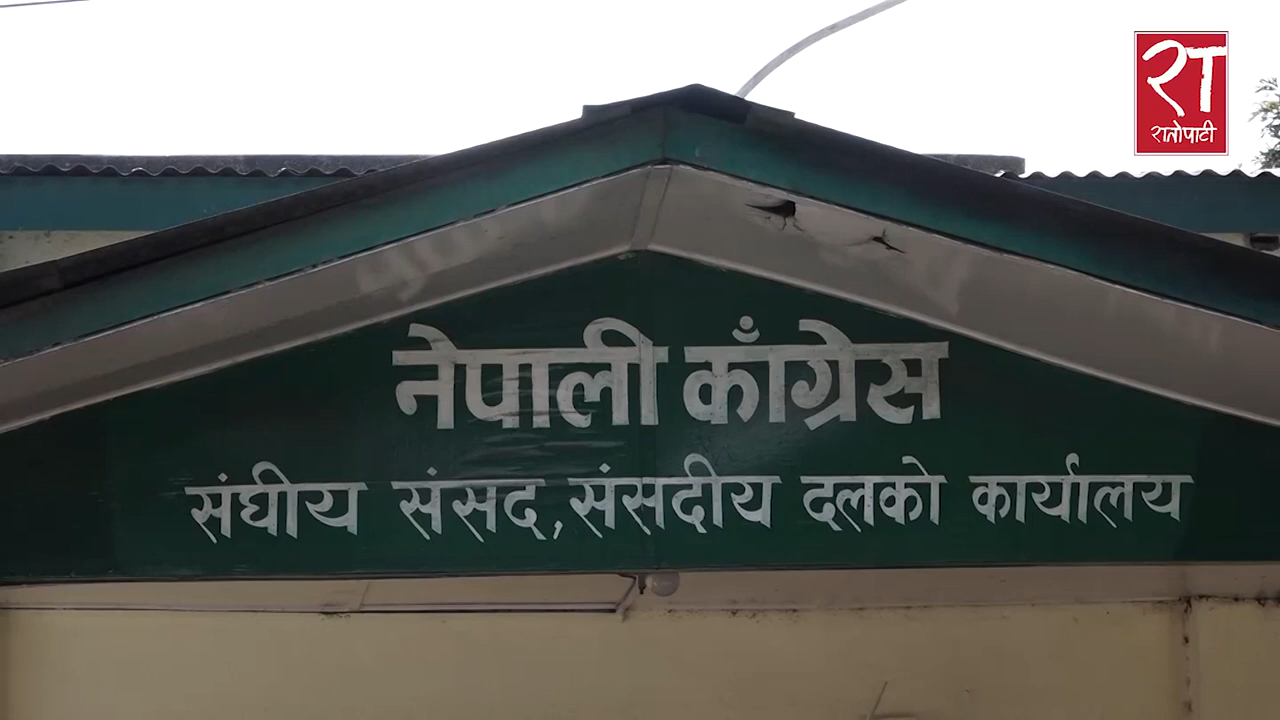 रा
रातोपाटी
नेपाली काँग्रेस
संघीय संसद, संसदीय दलको कार्यालय